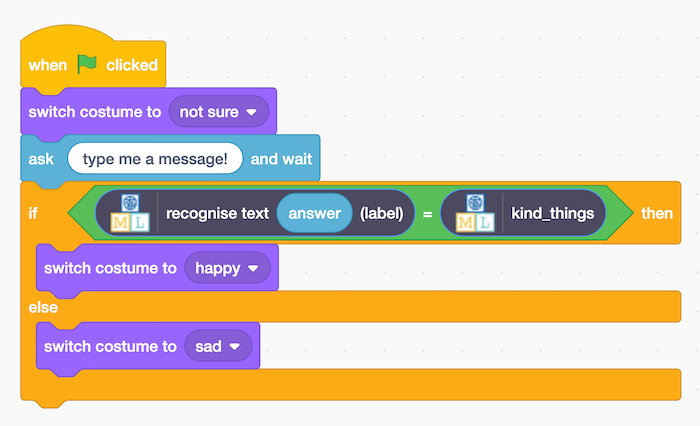 when clicked
switch costume to not sure
ask type me a message! and wait
if ML recognise text answer (label) = ML kind_things then
switch costume to happy
else
switch costume to sad